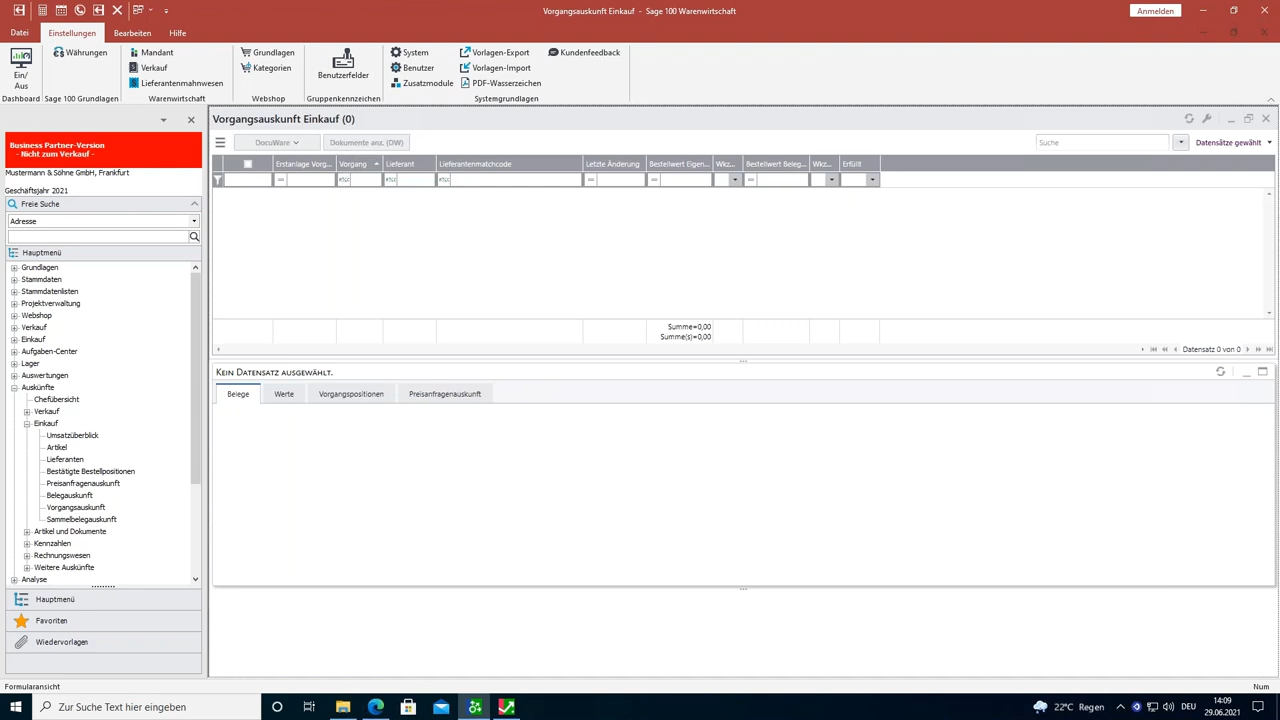 Vorgangsauskunft Einkauf - Sage 100 Warenwirtschaft
Anmelden
Datei Einstellungen Bearbeiten Hilfe
Ein/
Aus
Dashboard
Währungen
Sage 100 Grundlagen
Mandant
Verkauf
Lieferantenmahnwesen
Warenwirtschaft
Grundlagen
Kategorien
Webshop
Benutzerfelder
Gruppenkennzeichen
System
Benutzer
Zusatzmodule
Vorlagen-Export
Vorlagen-Import
PDF-Wasserzeichen
Kundenfeedback
Systemgrundlagen
Business Partner-Version
- Nicht zum Verkauf -
Mustermann & Söhne GmbH, Frankfurt
Geschäftsjahr 2021
Freie Suche
Adresse
Hauptmenü
Grundlagen
Stammdaten
Stammdatenlisten
Projektverwaltung
Webshop
Verkauf
Einkauf
Aufgaben-Center
Lager
Auswertungen
Auskünfte
Chefübersicht
Verkauf
Einkauf
Umsatzüberblick
Artikel
Lieferanten
Bestätigte Bestellpositionen
Preisanfragenauskunft
Belegauskunft
Vorgangsauskunft
Sammelbelegauskunft
Artikel und Dokumente
Kennzahlen
Rechnungswesen
Weitere Auskünfte
Analyse
Hauptmenü
Favoriten
Wiedervorlagen
Vorgangsauskunft Einkauf (0)
DocuWare Dokumente anz. (DW) Suche Datensätze gewählt
Erstanlage Vorg... Vorgang Lieferant Lieferantenmatchcode Letzte Änderung Bestellwert Eigen... Wkz... Bestellwert Beleg... Wkz... Erfüllt
Summe=0,00
Summe(s)=0,00
Datensatz 0 von 0
KEIN DATENSATZ AUSGEWÄHLT.
Belege Werte Vorgangspositionen Preisanfragenauskunft
Formularansicht Num
Zur Suche Text hier eingeben
22°C Regen
DEU
14:09
29.06.2021